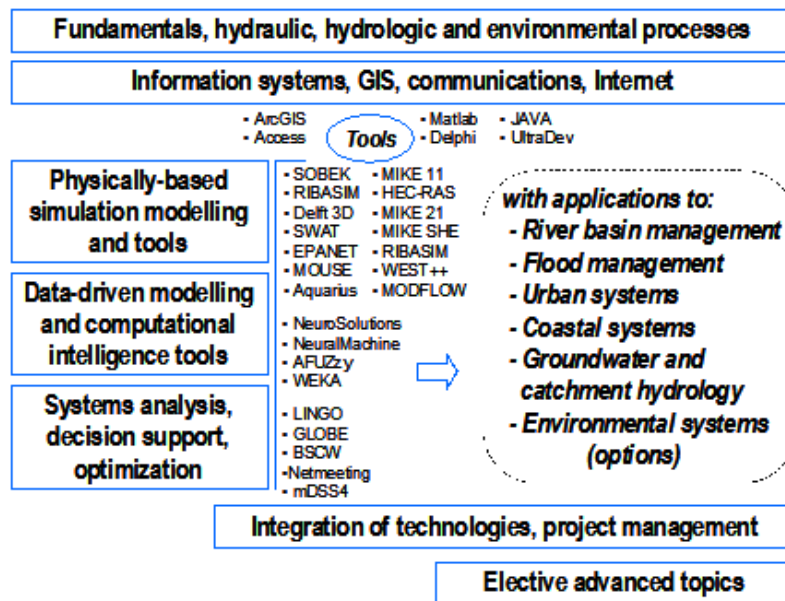 Fundamentals, hydraulic, hydrologic and environmental processes
Information systems, GIS, communications, Internet
- ArcGIS
- Access
Tools
- Matlab
- Delphi
- JAVA
- UltraDev
Physically-based
simulation modelling
and tools
- SOBEK
- RIBASIM
- Delft 3D
- SWAT
- EPANET
- MOUSE
- Aquarius
- MIKE 11
- HEC-RAS
- MIKE 21
- MIKE SHE
- RIBASIM
- WEST++
- MODFLOW
Data-driven modelling
and computational
intelligence tools
- NeuroSolutions
- NeuralMachine
- AFUZzy
- WEKA
Systems analysis,
decision support,
optimization
- LINGO
- GLOBE
- BSCW
-Netmeeting
- mDSS4
with applications to:
- River basin management
- Flood management
- Urban systems
- Coastal systems
- Groundwater and
catchment hydrology
- Environmental systems
(options)
Integration of technologies, project management
Elective advanced topics